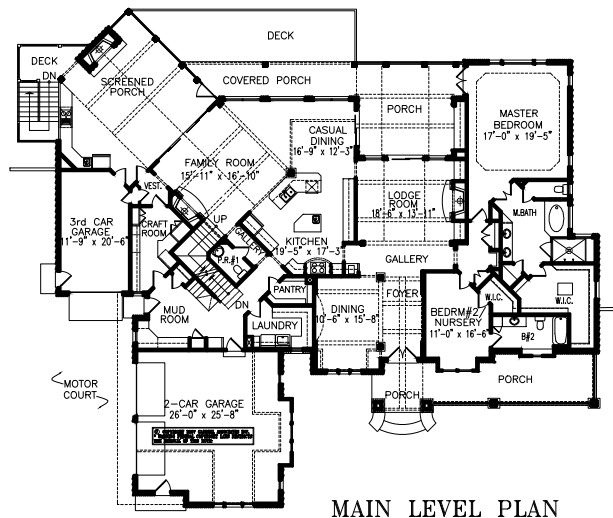 DECK
DECK
DN
SCREENED
PORCH
COVERED PORCH
PORCH
MASTER
BEDROOM
17'-0" x 19'-5"
CASUAL
DINING
16'-9" x 12'-3"
FAMILY ROOM
15'-11" x 16'-10"
VEST.
LODGE
ROOM
18'-6" x 13'-11"
M.BATH
3rd CAR
GARAGE
11'-9" x 20'-6"
CRAFT
ROOM
UP
P.R.#1
GALLERY
KITCHEN
19'-5" x 17'-3"
GALLERY
PANTRY
FOYER
W.I.C.
W.I.C.
MUD
ROOM
DN
LAUNDRY
DINING
10'-6" x 15'-8"
BEDRM#2/
NURSERY
11'-0" x 16'-6"
B#2
MOTOR
COURT
2-CAR GARAGE
26'-0" x 25'-8"
PORCH
PORCH
MAIN LEVEL PLAN